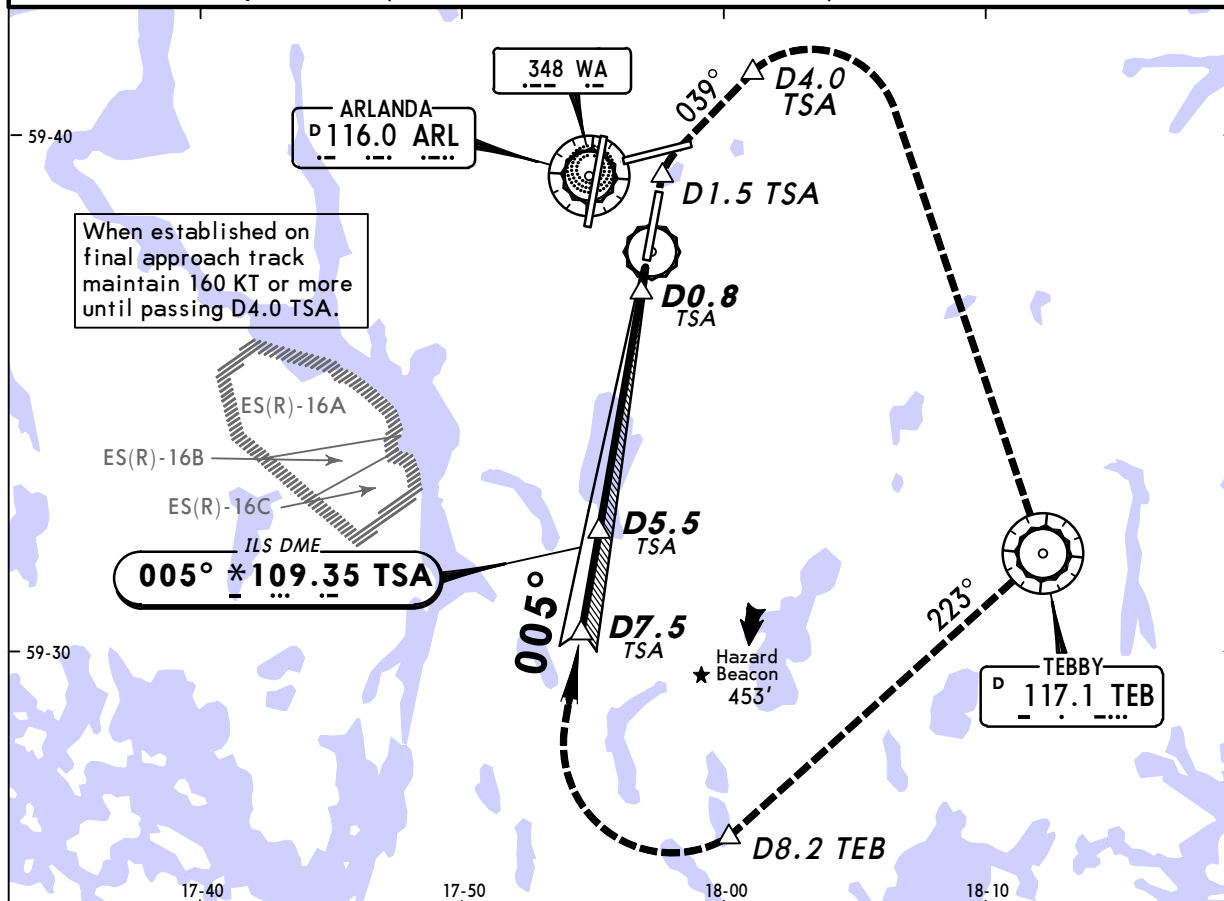 348 WA
ARLANDA
D 116.0 ARL
039°
D4.0
TSA
59-40
D1.5 TSA
When established on
final approach track
maintain 160 KT or more
until passing D4.0 TSA.
D0.8
TSA
ES(R)-16A
ES(R)-16B
ES(R)-16C
D5.5
TSA
ILS DME
005° *109.35 TSA
005°
D7.5
TSA
223°
59-30
Hazard
Beacon
453'
TEBBY
D 117.1 TEB
D8.2 TEB
17-40
17-50
18-00
18-10